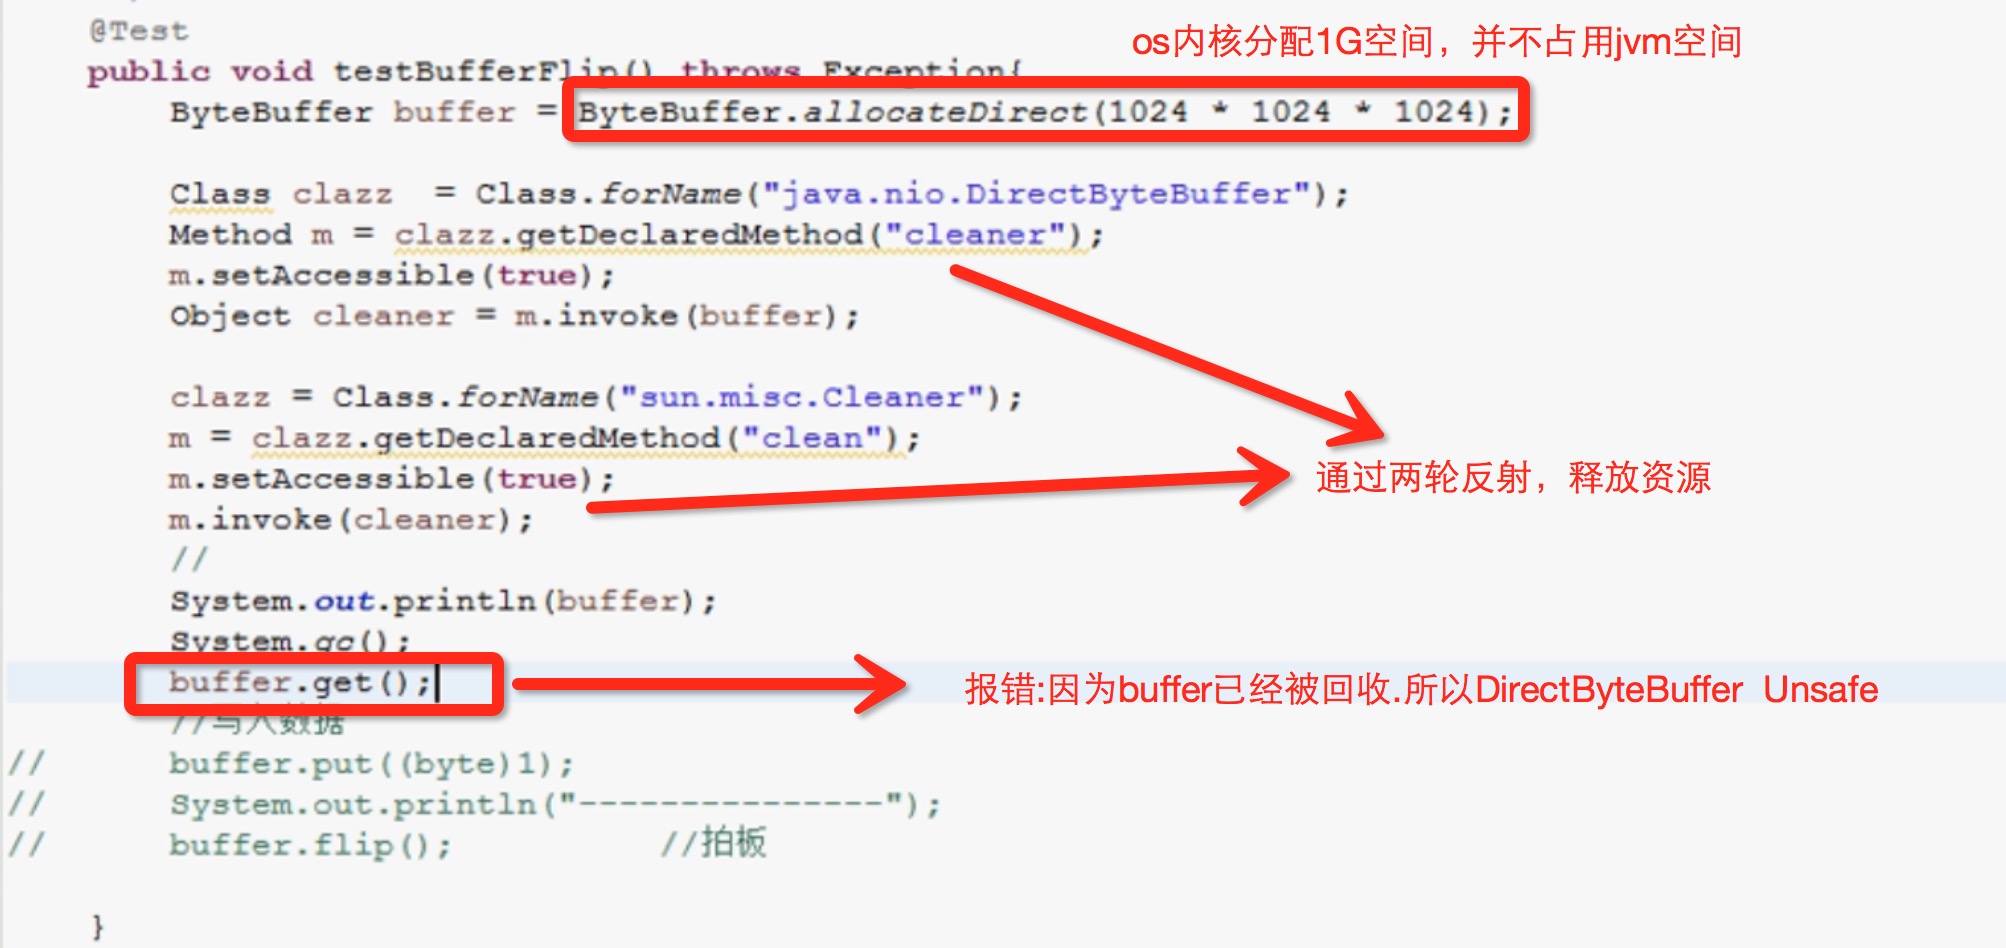 @Test
os内核分配1G空间，并不占用jvm空间
public void testBufferFlip() throws Exception{
ByteBuffer buffer = ByteBuffer.allocateDirect(1024 * 1024 * 1024);
Class clazz = Class.forName("java.nio.DirectByteBuffer");
Method m = clazz.getDeclaredMethod("cleaner");
m.setAccessible(true);
Object cleaner = m.invoke(buffer);
clazz = Class.forName("sun.misc.Cleaner");
m = clazz.getDeclaredMethod("clean");
m.setAccessible(true);
通过两轮反射，释放资源
m.invoke(cleaner);
//
System.out.println(buffer);
System.gc();
buffer.get();
报错:因为buffer已经被回收.所以DirectByteBuffer Unsafe
//写入数据
// buffer.put((byte)1);
// System.out.println("---------------");
// buffer.flip(); //拍板
}